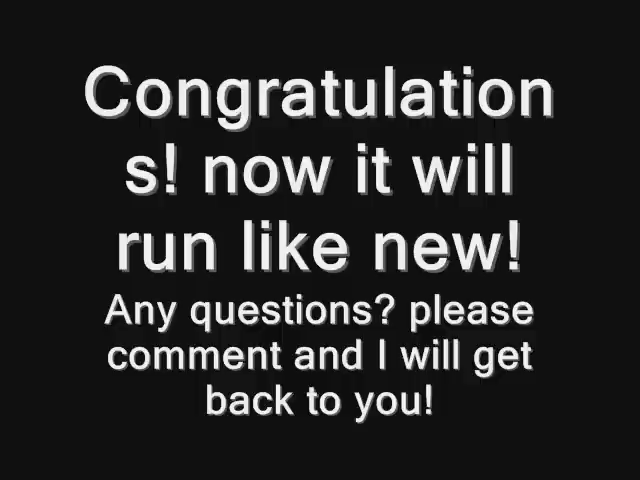 Congratulation
s! now it will
run like new!
Any questions? please
comment and I will get
back to you!